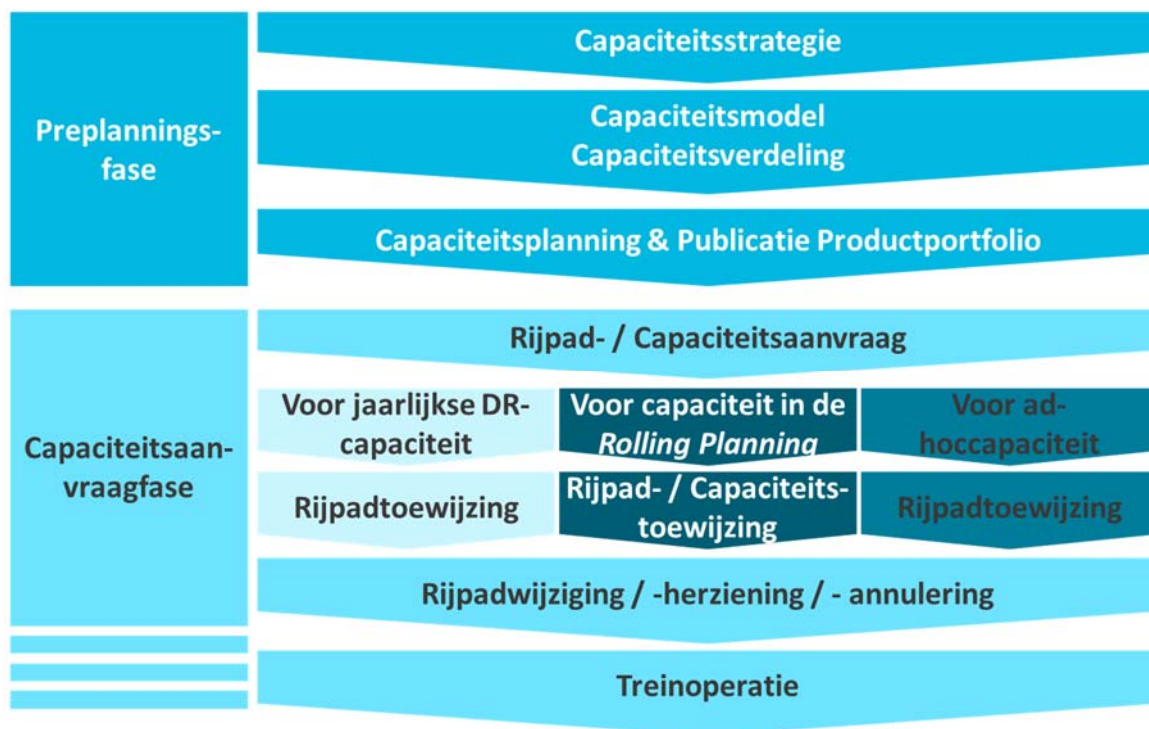 Capaciteitsstrategie
Preplannings-
fase
Capaciteitsmodel
Capaciteitsverdeling
Capaciteitsplanning & Publicatie Productportfolio
Capaciteitsaan-
vraagfase
Rijpad- / Capaciteitsaanvraag
Voor jaarlijkse DR-
capaciteit
Voor capaciteit in de
Rolling Planning
Voor ad-
hoccapaciteit
Rijpadtoewijzing
Rijpad- / Capaciteits-
toewijzing
Rijpadtoewijzing
Rijpadwijziging / -herziening / - annulering
Treinoperatie